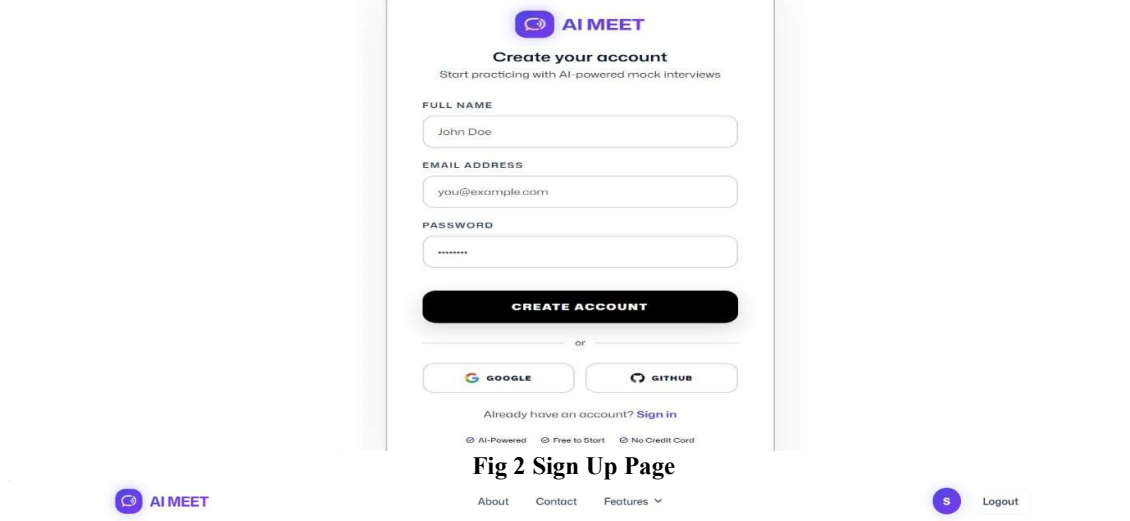 AI MEET
Create your account
Start practicing with AI-powered mock interviews
FULL NAME
John Doe
EMAIL ADDRESS
you@example.com
PASSWORD
••••••••
CREATE ACCOUNT
or
GOOGLE GITHUB
Already have an account? Sign in
AI-Powered Free to Start No Credit Card
Fig 2 Sign Up Page
AI MEET About Contact Features S Logout